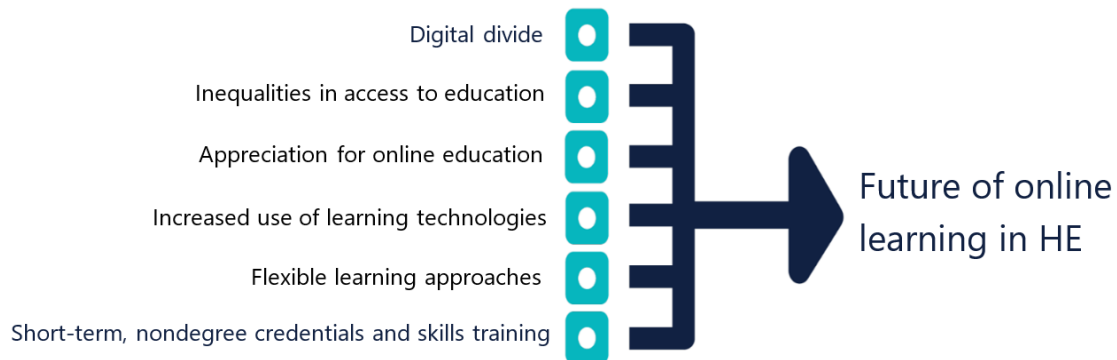 Digital divide
Inequalities in access to education
Appreciation for online education
Increased use of learning technologies
Flexible learning approaches
Short-term, nondegree credentials and skills training
Future of online
learning in HE